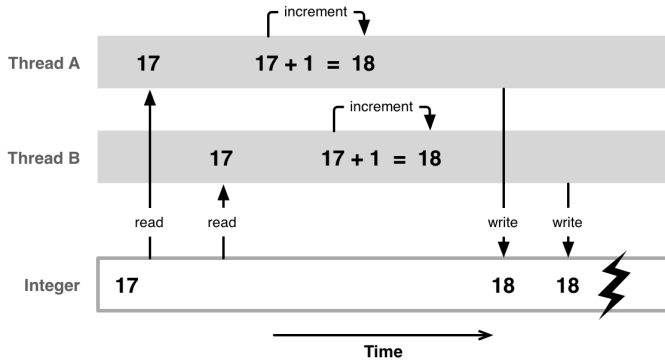 increment
Thread A 17 17 + 1 = 18
increment
Thread B 17 17 + 1 = 18
read read write write
Integer 17 18 18
Time